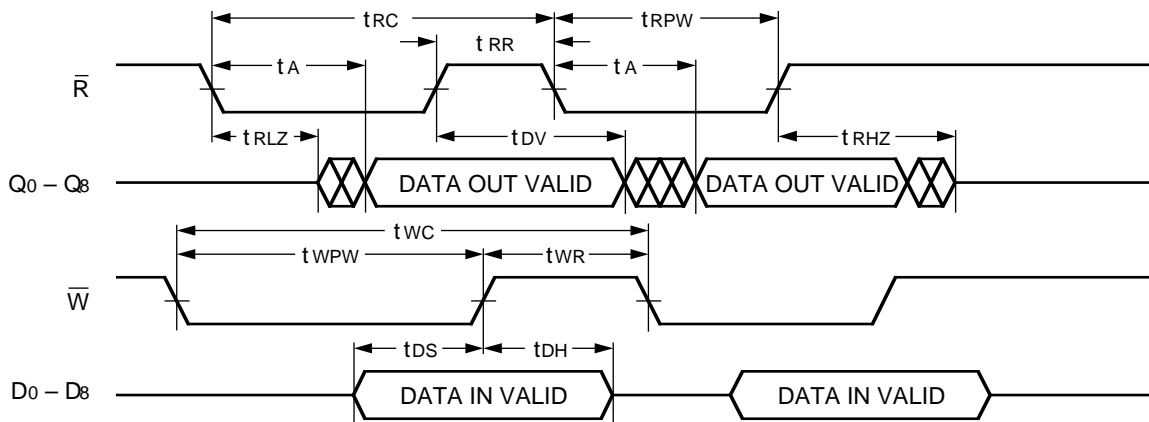 tRC
tRPW
tRR
tA
tA
R̅
tRLZ
tDV
tRHZ
Q0 – Q8
DATA OUT VALID
DATA OUT VALID
tWC
tWPW
tWR
W̅
tDS
tDH
D0 – D8
DATA IN VALID
DATA IN VALID